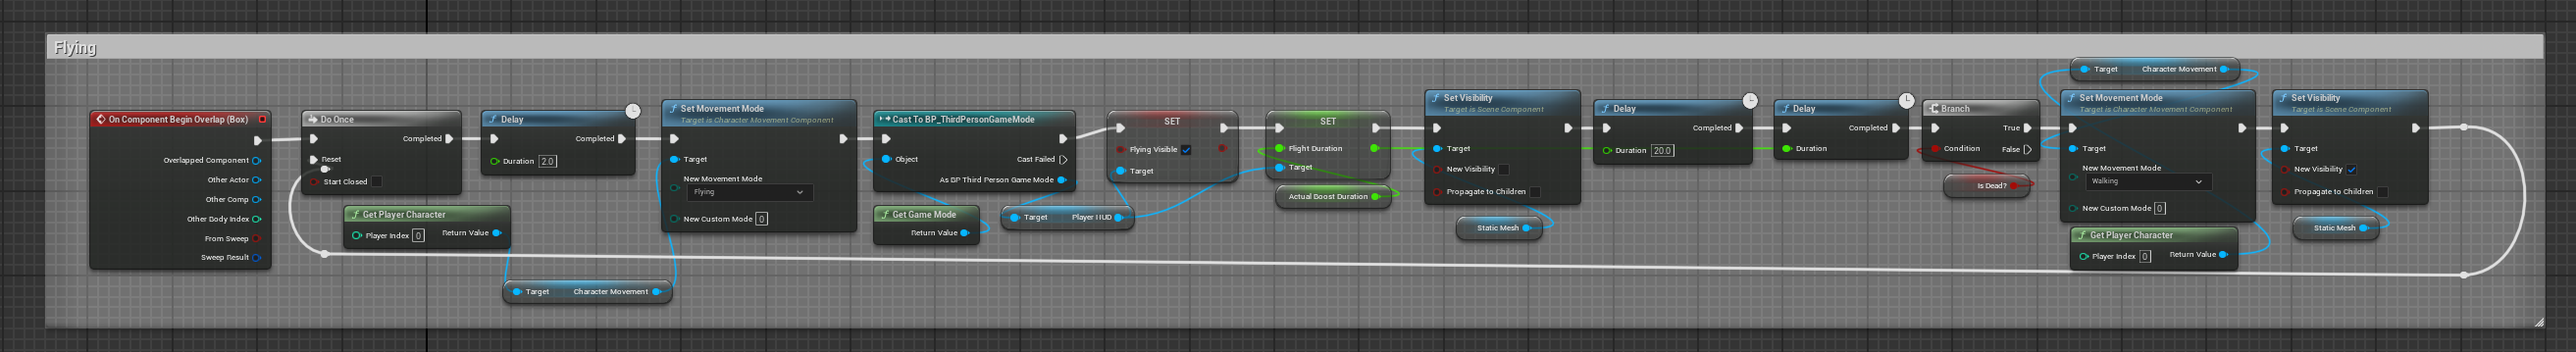 Flying
On Component Begin Overlap (Box)
Overlapped Component
Other Actor
Other Comp
Other Body Index
From Sweep
Sweep Result
Do Once
Completed
Reset
Start Closed
Get Player Character
Player Index 0
Return Value
Delay
Completed
Duration 2.0
Target Character Movement
Set Movement Mode
Target is Character Movement Component
Target
New Movement Mode
Flying
New Custom Mode 0
Cast To BP_ThirdPersonGameMode
Object
Cast Failed
As BP Third Person Game Mode
Get Game Mode
Return Value
Target Player HUD
SET
Flying Visible
Target
SET
Flight Duration
Target
Actual Boost Duration
Set Visibility
Target is Scene Component
Target
New Visibility
Propagate to Children
Static Mesh
Delay
Completed
Duration 20.0
Delay
Completed
Duration
Branch
True
Condition False
Is Dead?
Target Character Movement
Set Movement Mode
Target is Character Movement Component
Target
New Movement Mode
Walking
New Custom Mode 0
Get Player Character
Player Index 0
Return Value
Set Visibility
Target is Scene Component
Target
New Visibility
Propagate to Children
Static Mesh